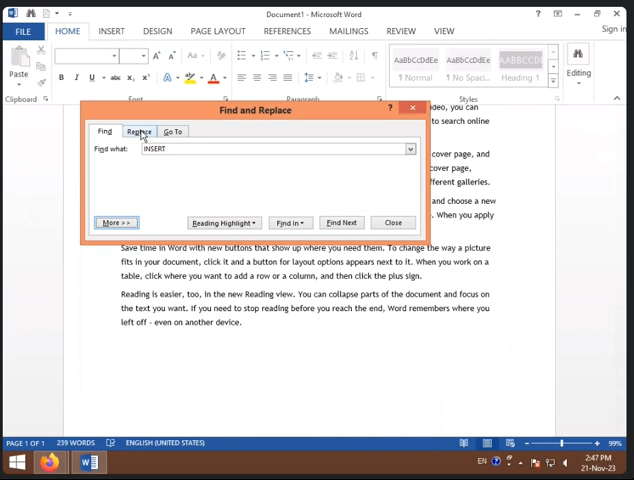 Document1 - Microsoft Word
FILE HOME INSERT DESIGN PAGE LAYOUT REFERENCES MAILINGS REVIEW VIEW Sign in
Paste
AaBbCcDdEe AaBbCcDdEe AABBCCDD
¶ Normal ¶ No Spaci... Heading 1
Editing
Clipboard Font Paragraph Styles
Find and Replace
Find Replace Go To
Find what: INSERT
More >> Reading Highlight Find In Find Next Close
video, you can
to search online
cover page, and
cover page,
different galleries.
and choose a new
. When you apply
Save time in Word with new buttons that show up where you need them. To change the way a picture
fits in your document, click it and a button for layout options appears next to it. When you work on a
table, click where you want to add a row or a column, and then click the plus sign.
Reading is easier, too, in the new Reading view. You can collapse parts of the document and focus on
the text you want. If you need to stop reading before you reach the end, Word remembers where you
left off - even on another device.
PAGE 1 OF 1 239 WORDS ENGLISH (UNITED STATES) 99%
EN 2:47 PM
21-Nov-23